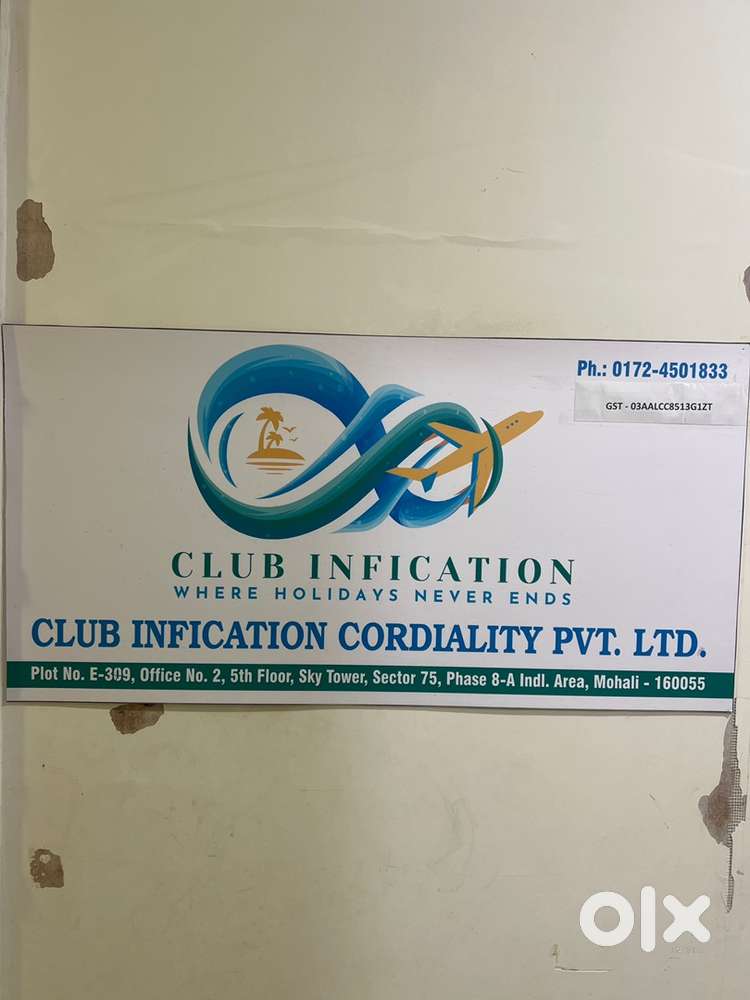 Ph.: 0172-4501833
GST - 03AALCC8513G1ZT
CLUB INFICATION
WHERE HOLIDAYS NEVER ENDS
CLUB INFICATION CORDIALITY PVT. LTD.
Plot No. E-309, Office No. 2, 5th Floor, Sky Tower, Sector 75, Phase 8-A Indl. Area, Mohali - 160055
olx